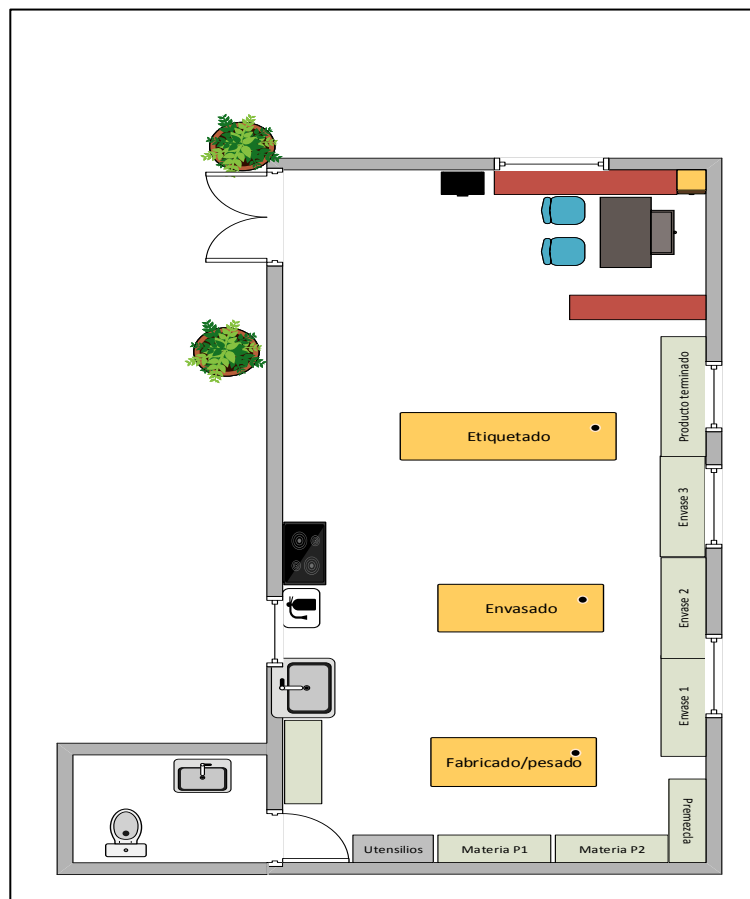 Producto terminado
Etiquetado
Envase 3
Envasado
Envase 2
Envase 1
Fabricado/pesado
Premezcla
Utensilios
Materia P1
Materia P2